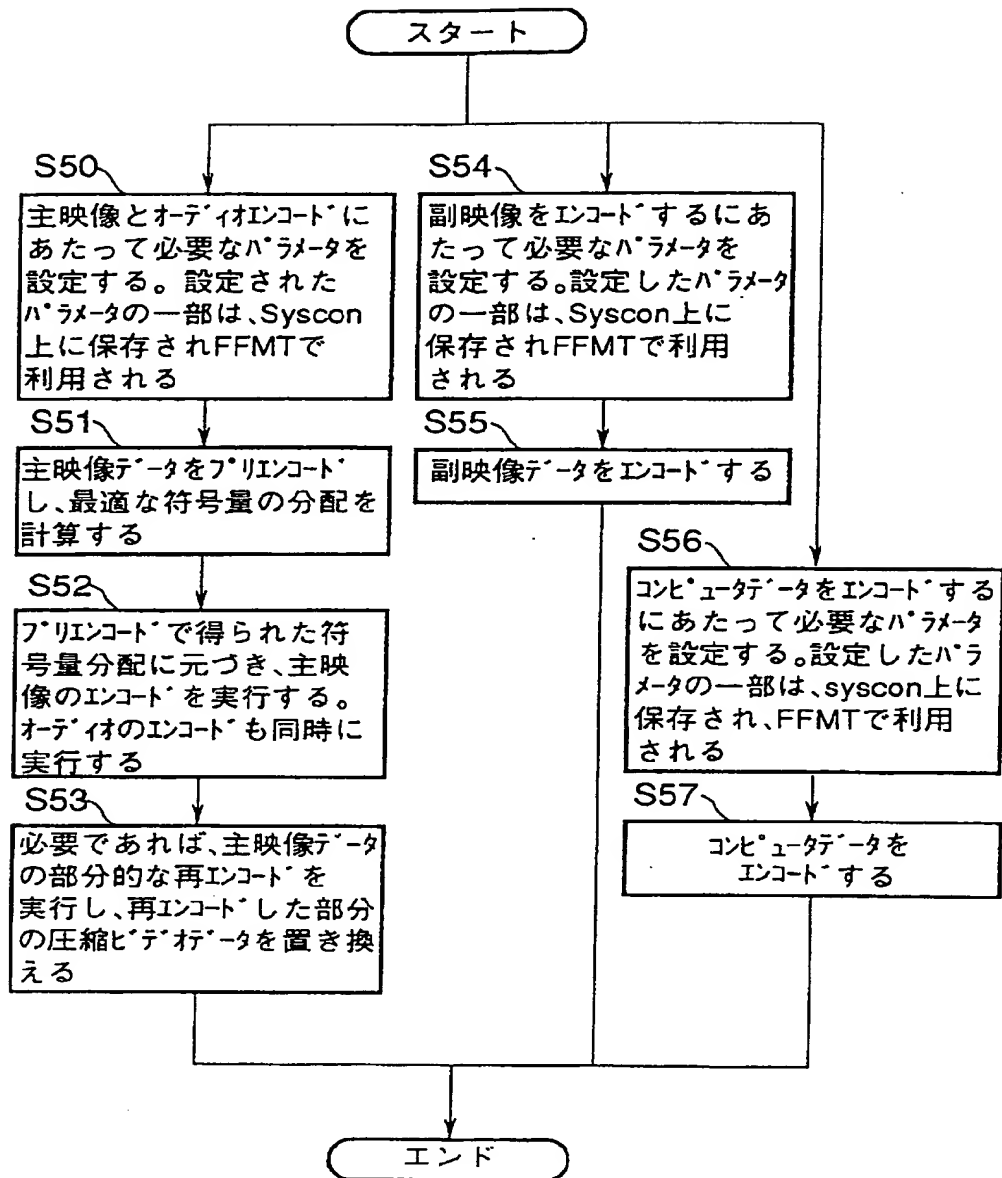 スタート
S50
主映像とオーディオエンコードに
あたって必要なパラメータを
設定する。設定された
パラメータの一部は、Syscon
上に保存されFFMTで
利用される
S51
主映像データをプリエンコード
し、最適な符号量の分配を
計算する
S52
プリエンコードで得られた符
号量分配に元づき、主映
像のエンコードを実行する。
オーディオのエンコードも同時に
実行する
S53
必要であれば、主映像データ
の部分的な再エンコードを
実行し、再エンコードした部分
の圧縮ビデオデータを置き換
える
S54
副映像をエンコードするにあ
たって必要なパラメータを
設定する。設定したパラメータ
の一部は、Syscon上に
保存されFFMTで利用
される
S55
副映像データをエンコードする
S56
コンピュータデータをエンコードする
にあたって必要なパラメータ
を設定する。設定したパラ
メータの一部は、syscon上に
保存され、FFMTで利用
される
S57
コンピュータデータを
エンコードする
エンド